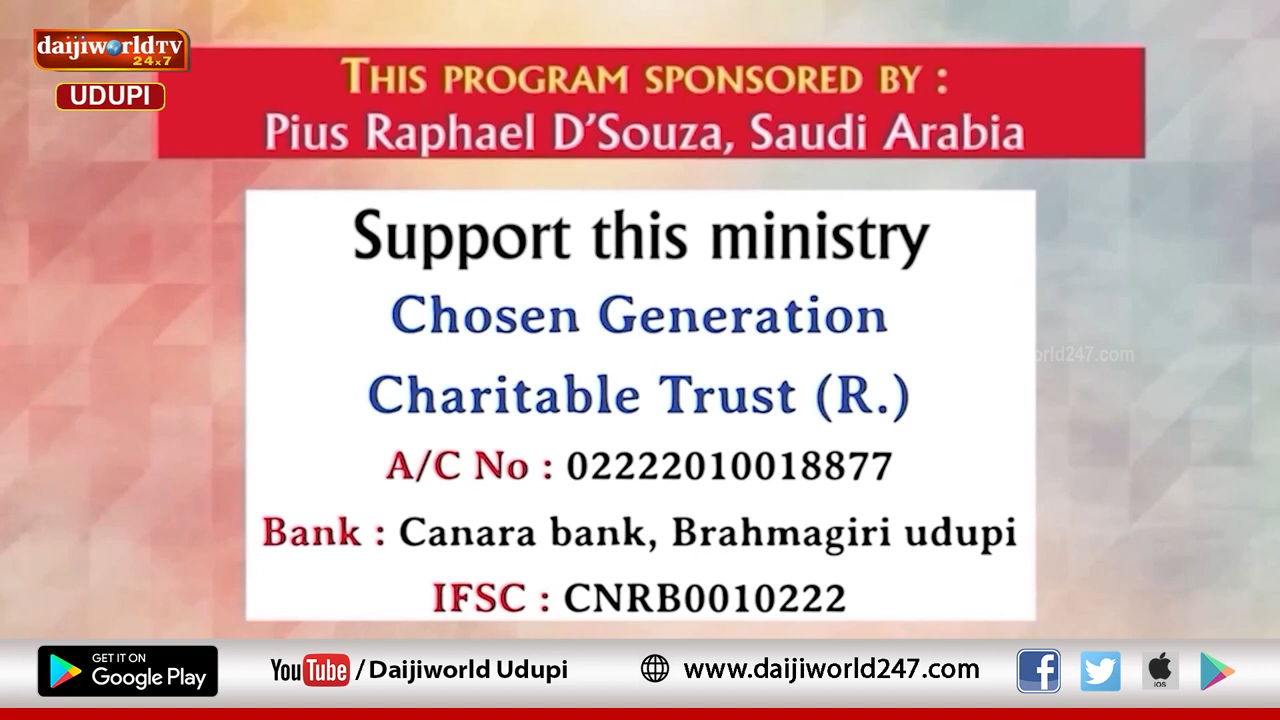 daijiworldTV
24x7
UDUPI
THIS PROGRAM SPONSORED BY :
Pius Raphael D'Souza, Saudi Arabia
Support this ministry
Chosen Generation
Charitable Trust (R.)
A/C No : 02222010018877
Bank : Canara bank, Brahmagiri udupi
IFSC : CNRB0010222
orld247.com
GET IT ON
Google Play
YouTube / Daijiworld Udupi
www.daijiworld247.com
iOS